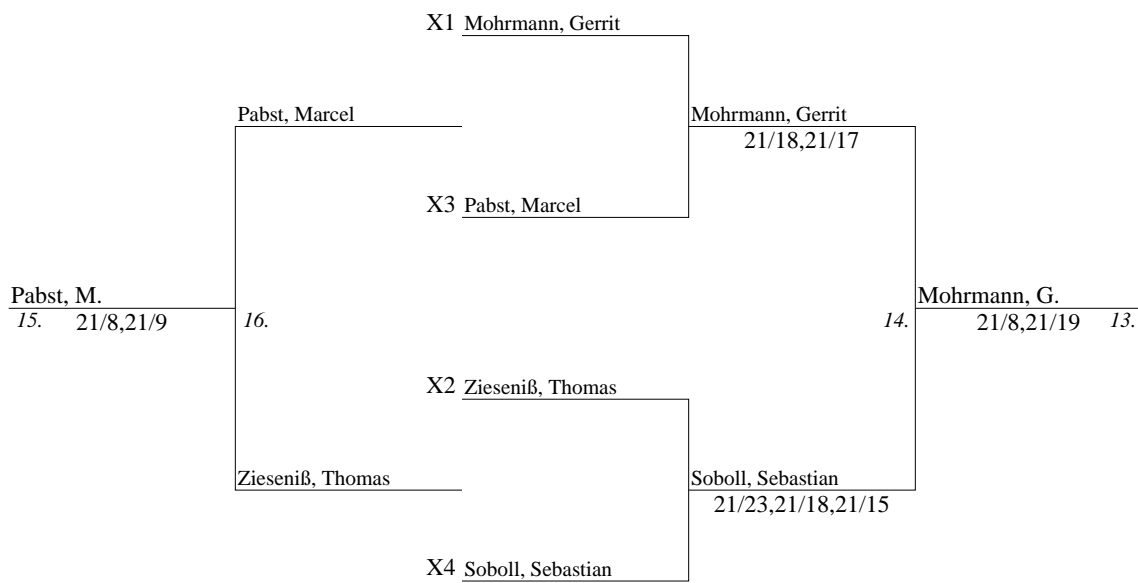 X1 Mohrmann, Gerrit
Pabst, Marcel
Mohrmann, Gerrit
21/18,21/17
X3 Pabst, Marcel
Pabst, M.
Mohrmann, G.
15. 21/8,21/9 16.
14. 21/8,21/19 13.
X2 Zieseniß, Thomas
Zieseniß, Thomas
Soboll, Sebastian
21/23,21/18,21/15
X4 Soboll, Sebastian